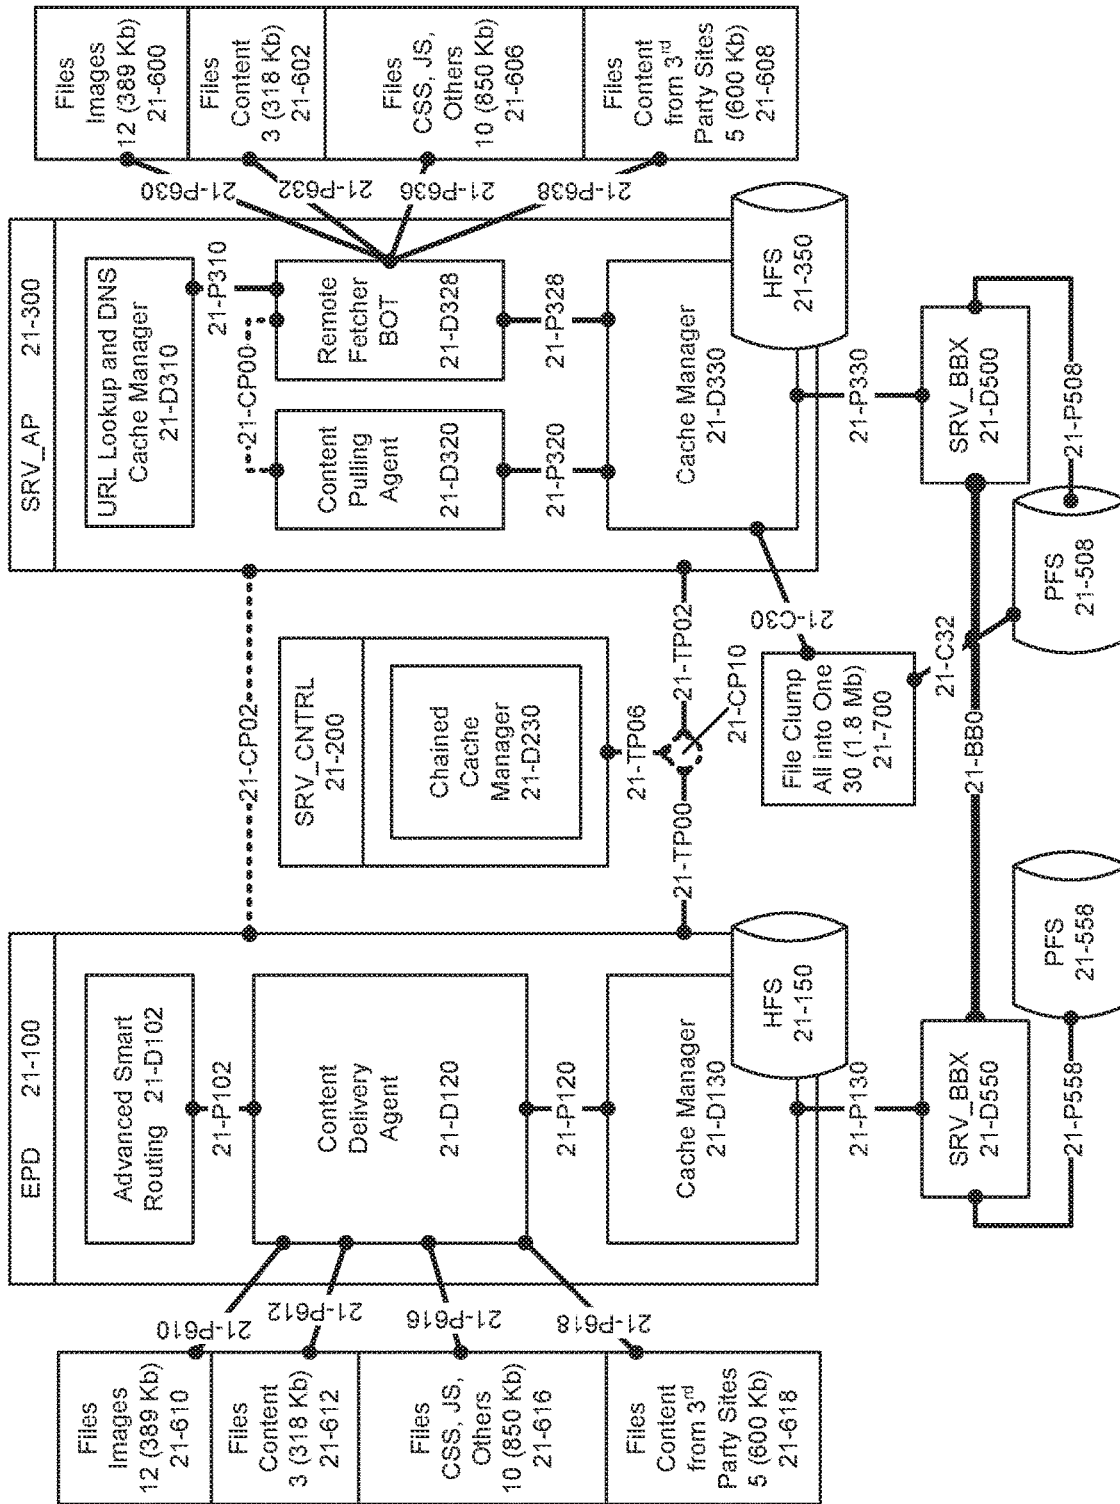 EPD 21-100
Advanced Smart
Routing 21-D102
21-P102
Content
Delivery
Agent
21-D120
21-P120
Cache Manager
21-D130
HFS
21-150
21-P130
SRV_BBX
21-D550
21-P558
PFS
21-558
Files
Images
12 (389 Kb)
21-610
Files
Content
3 (318 Kb)
21-612
Files
CSS, JS,
Others
10 (850 Kb)
21-616
Files
Content
from 3rd
Party Sites
5 (600 Kb)
21-618
21-P610
21-P612
21-P616
21-P618
21-CP02
SRV_CNTRL
21-200
Chained
Cache
Manager
21-D230
21-TP06
21-TP00
21-TP02
21-CP10
File Clump
All into One
30 (1.8 Mb)
21-700
21-C30
21-C32
21-BB0
SRV_AP 21-300
URL Lookup and DNS
Cache Manager
21-D310
21-P310
21-CP00
Content
Pulling
Agent
21-D320
Remote
Fetcher
BOT
21-D328
21-P320
21-P328
Cache Manager
21-D330
HFS
21-350
21-P330
SRV_BBX
21-D500
21-P508
PFS
21-508
21-P630
21-P632
21-P636
21-P638
Files
Images
12 (389 Kb)
21-600
Files
Content
3 (318 Kb)
21-602
Files
CSS, JS,
Others
10 (850 Kb)
21-606
Files
Content
from 3rd
Party Sites
5 (600 Kb)
21-608